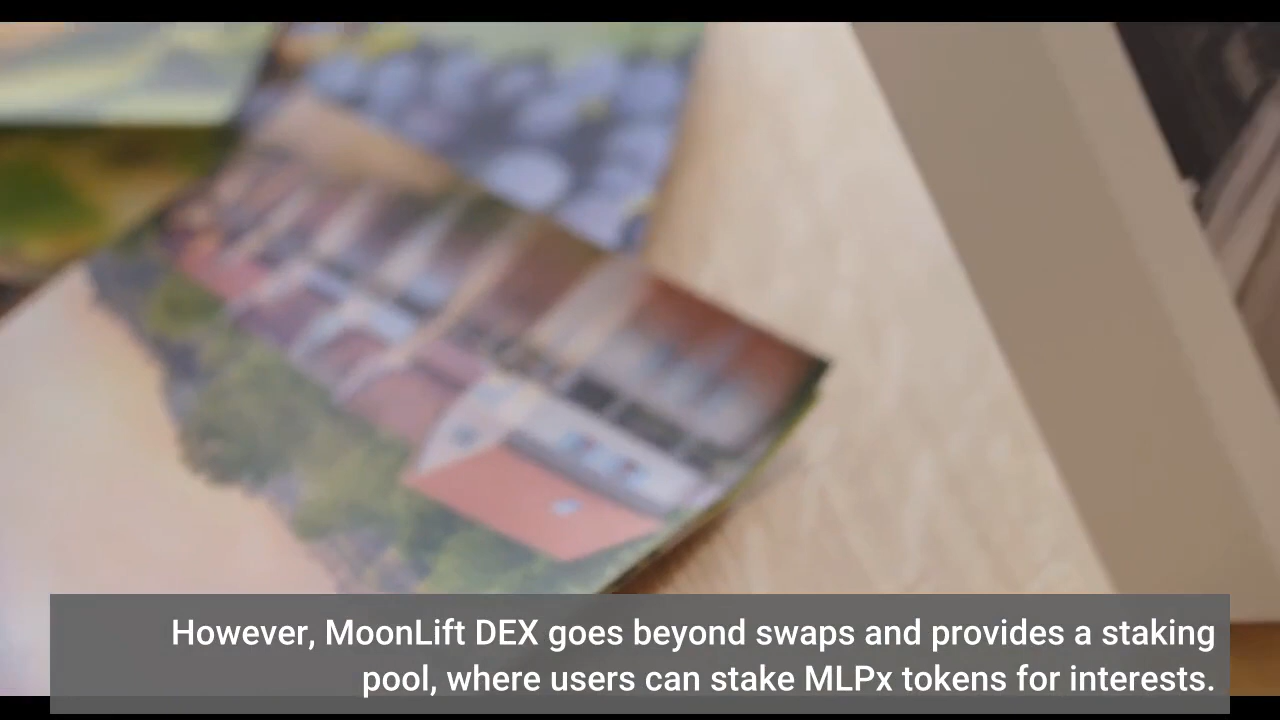 However, MoonLift DEX goes beyond swaps and provides a staking
pool, where users can stake MLPx tokens for interests.